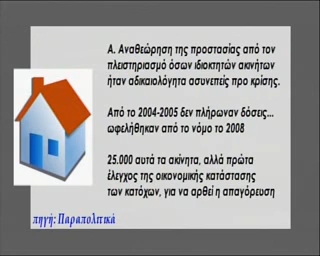 Α. Αναθεώρηση της προστασίας από τον
πλειστηριασμό όσων ιδιοκτητών ακινήτων
ήταν αδικαιολόγητα ασυνεπείς προ κρίσης.
Από το 2004-2005 δεν πλήρωναν δόσεις...
ωφελήθηκαν από το νόμο το 2008
25.000 αυτά τα ακίνητα, αλλά πρώτα
έλεγχος της οικονομικής κατάστασης
των κατόχων, για να αρθεί η απαγόρευση
πηγή: Παραπολιτικά